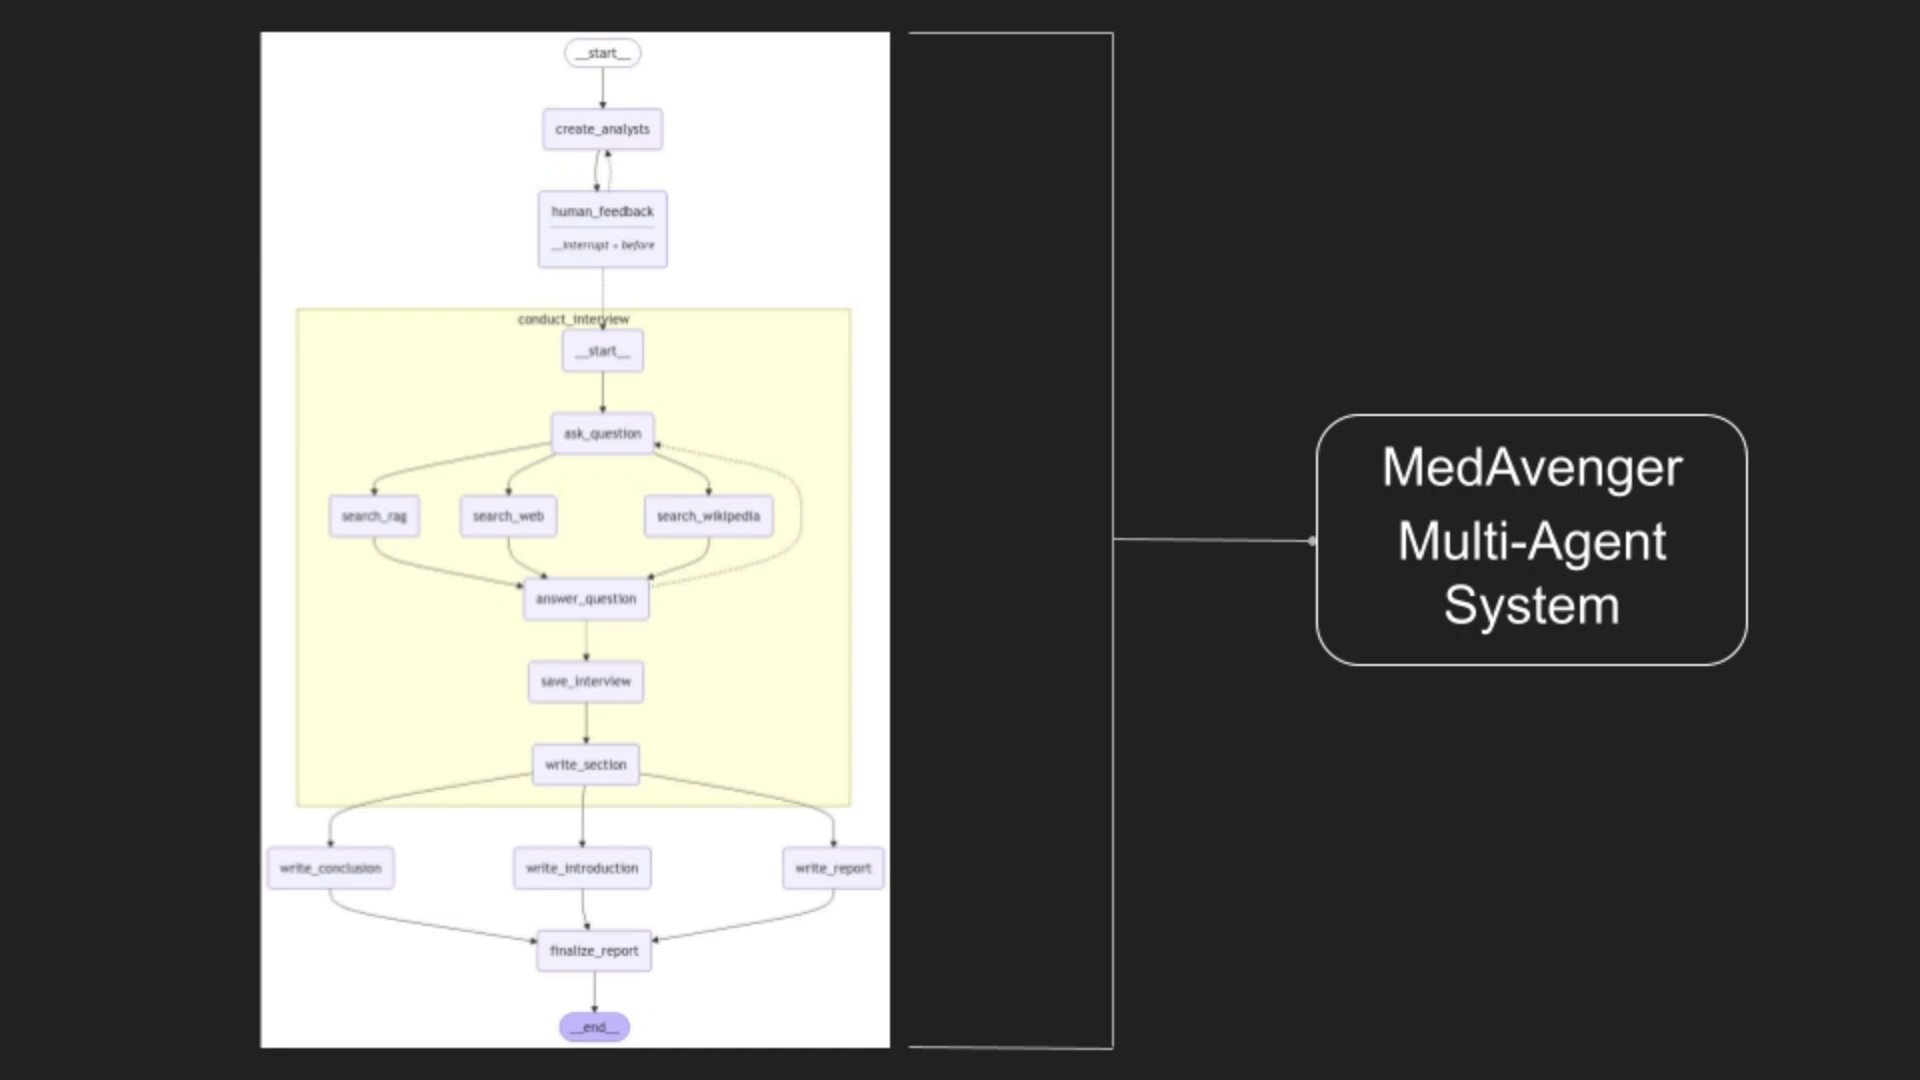 __start__
create_analysts
human_feedback
__interrupt = before
conduct_interview
__start__
ask_question
search_rag
search_web
search_wikipedia
answer_question
save_interview
write_section
write_conclusion
write_introduction
write_report
finalize_report
__end__
MedAvenger
Multi-Agent
System